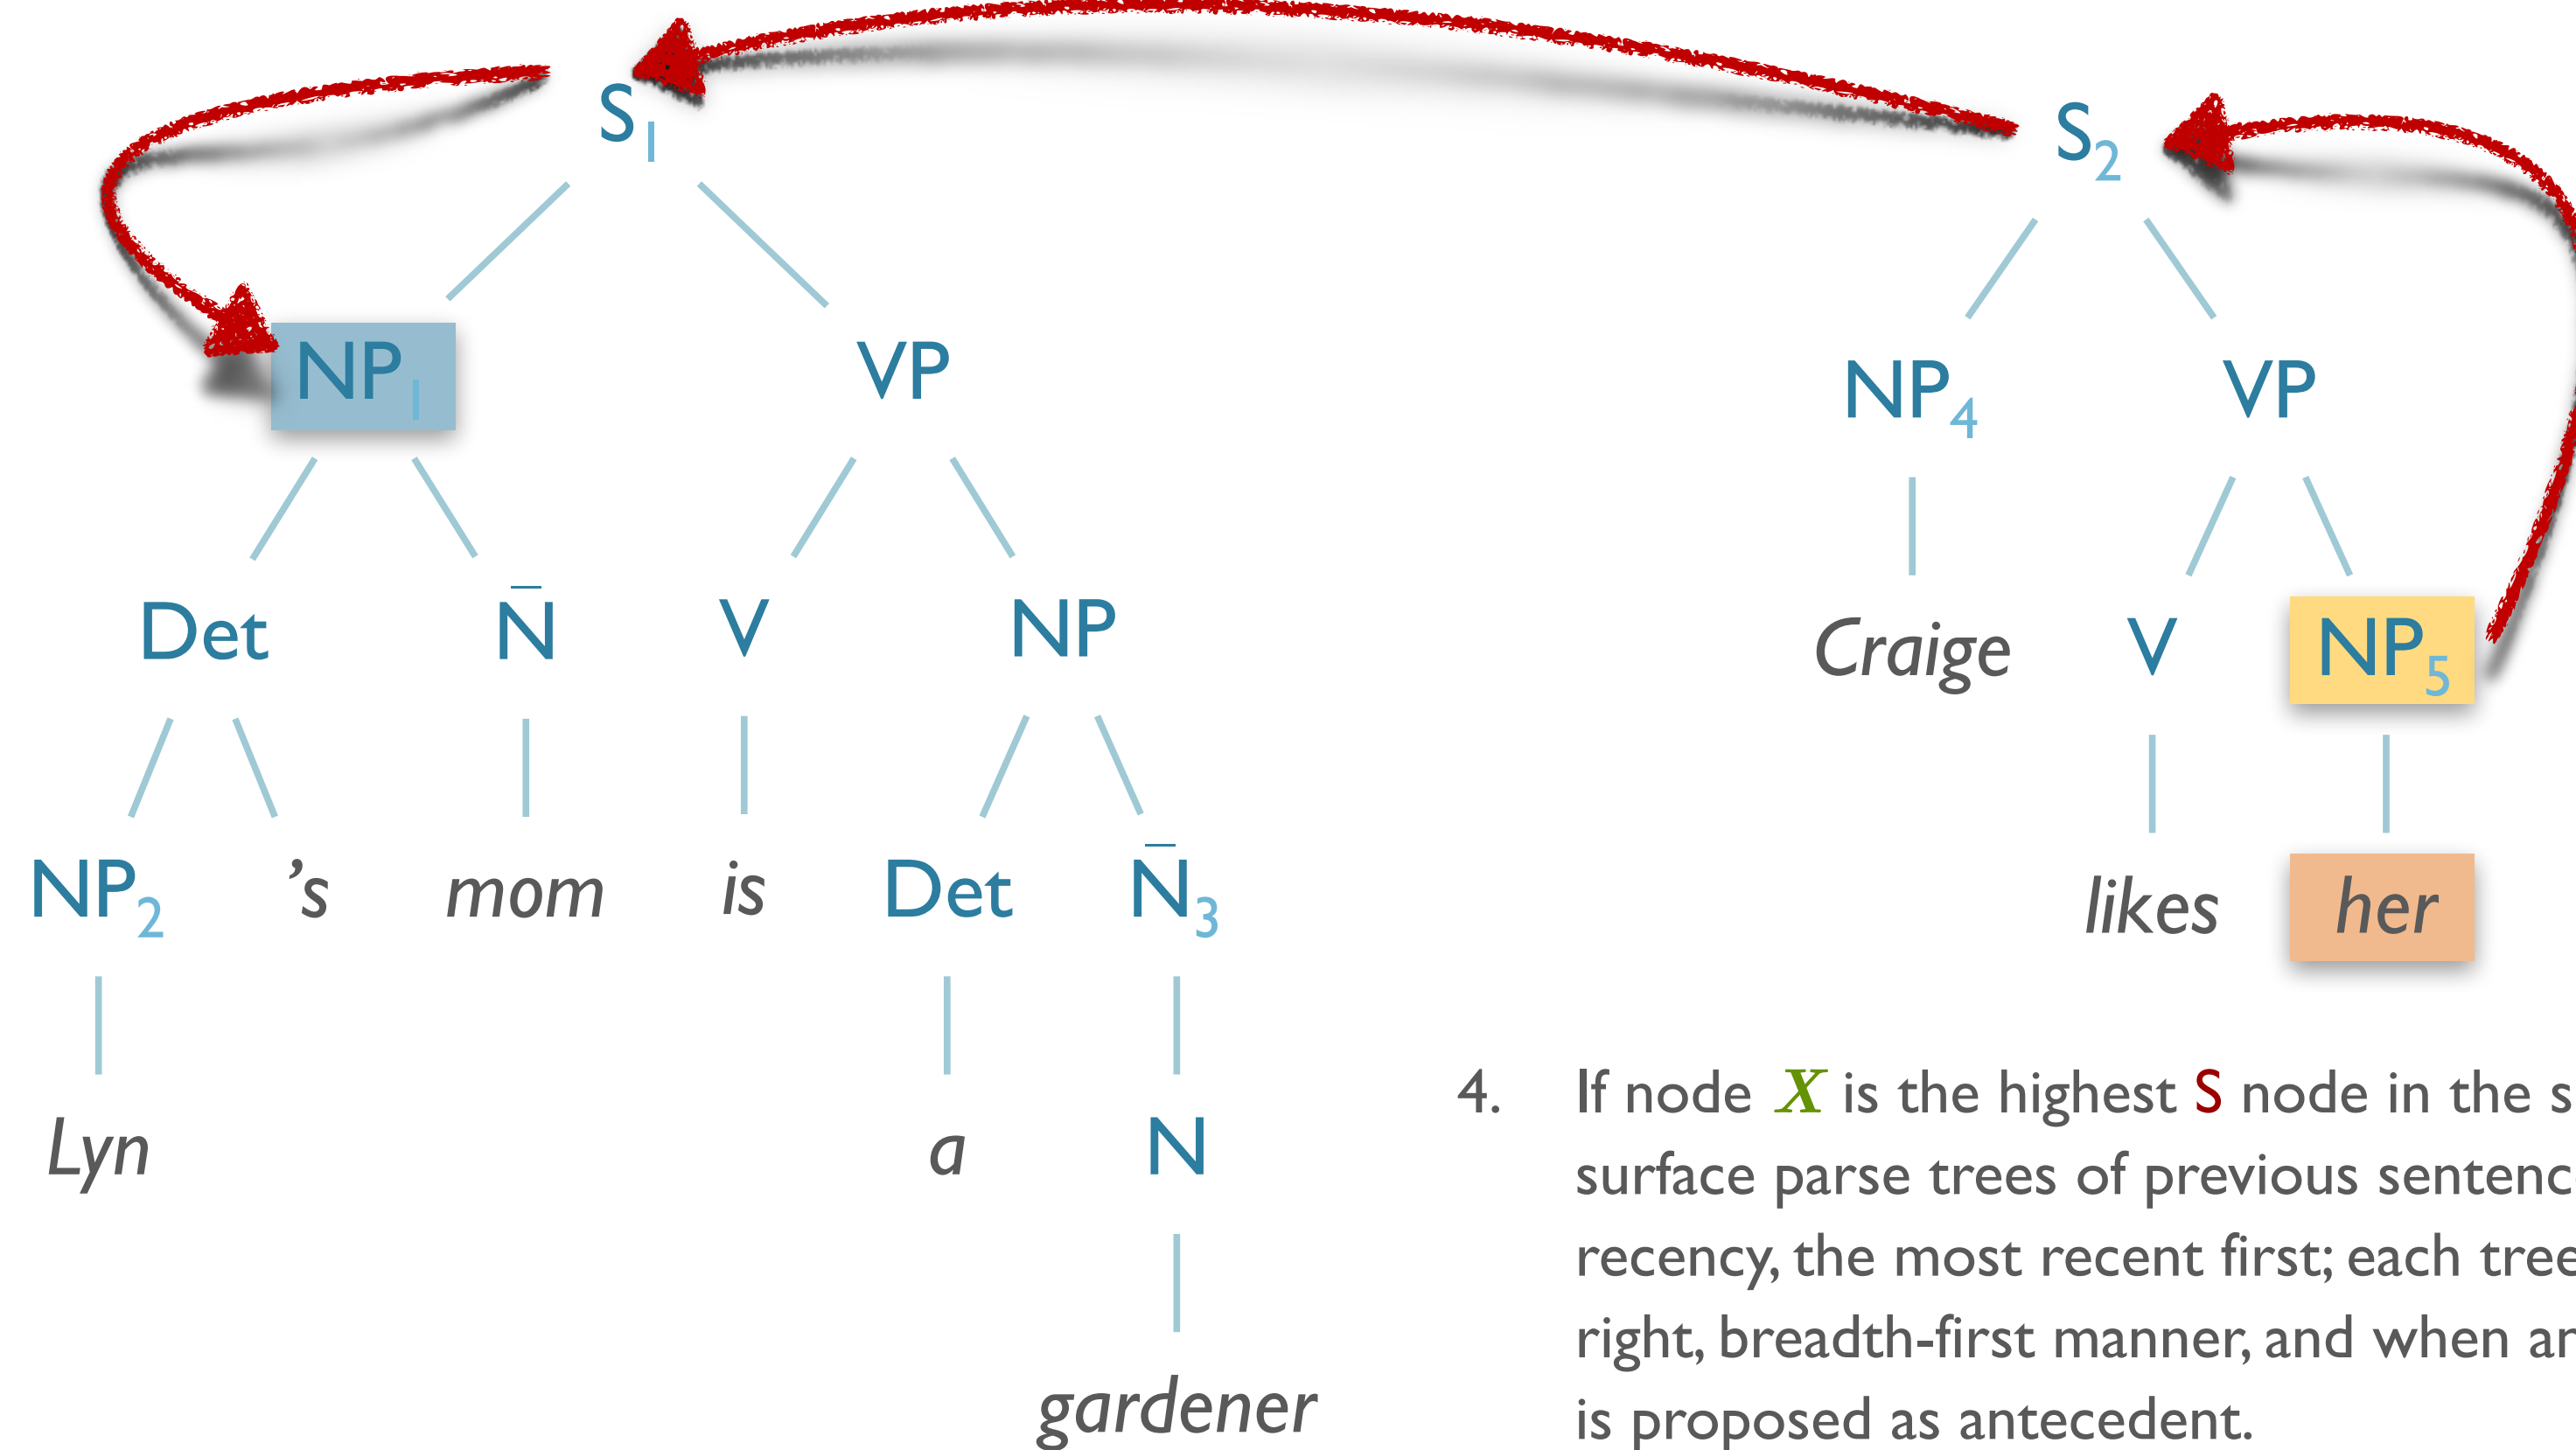 S1
S2
NP1 VP
NP4 VP
Det N̄ V NP
Craige V NP5
NP2 's mom is Det N̄3
likes her
Lyn a N
gardener
4. If node X is the highest S node in the s
surface parse trees of previous sentenc
recency, the most recent first; each tree
right, breadth-first manner, and when an
is proposed as antecedent.